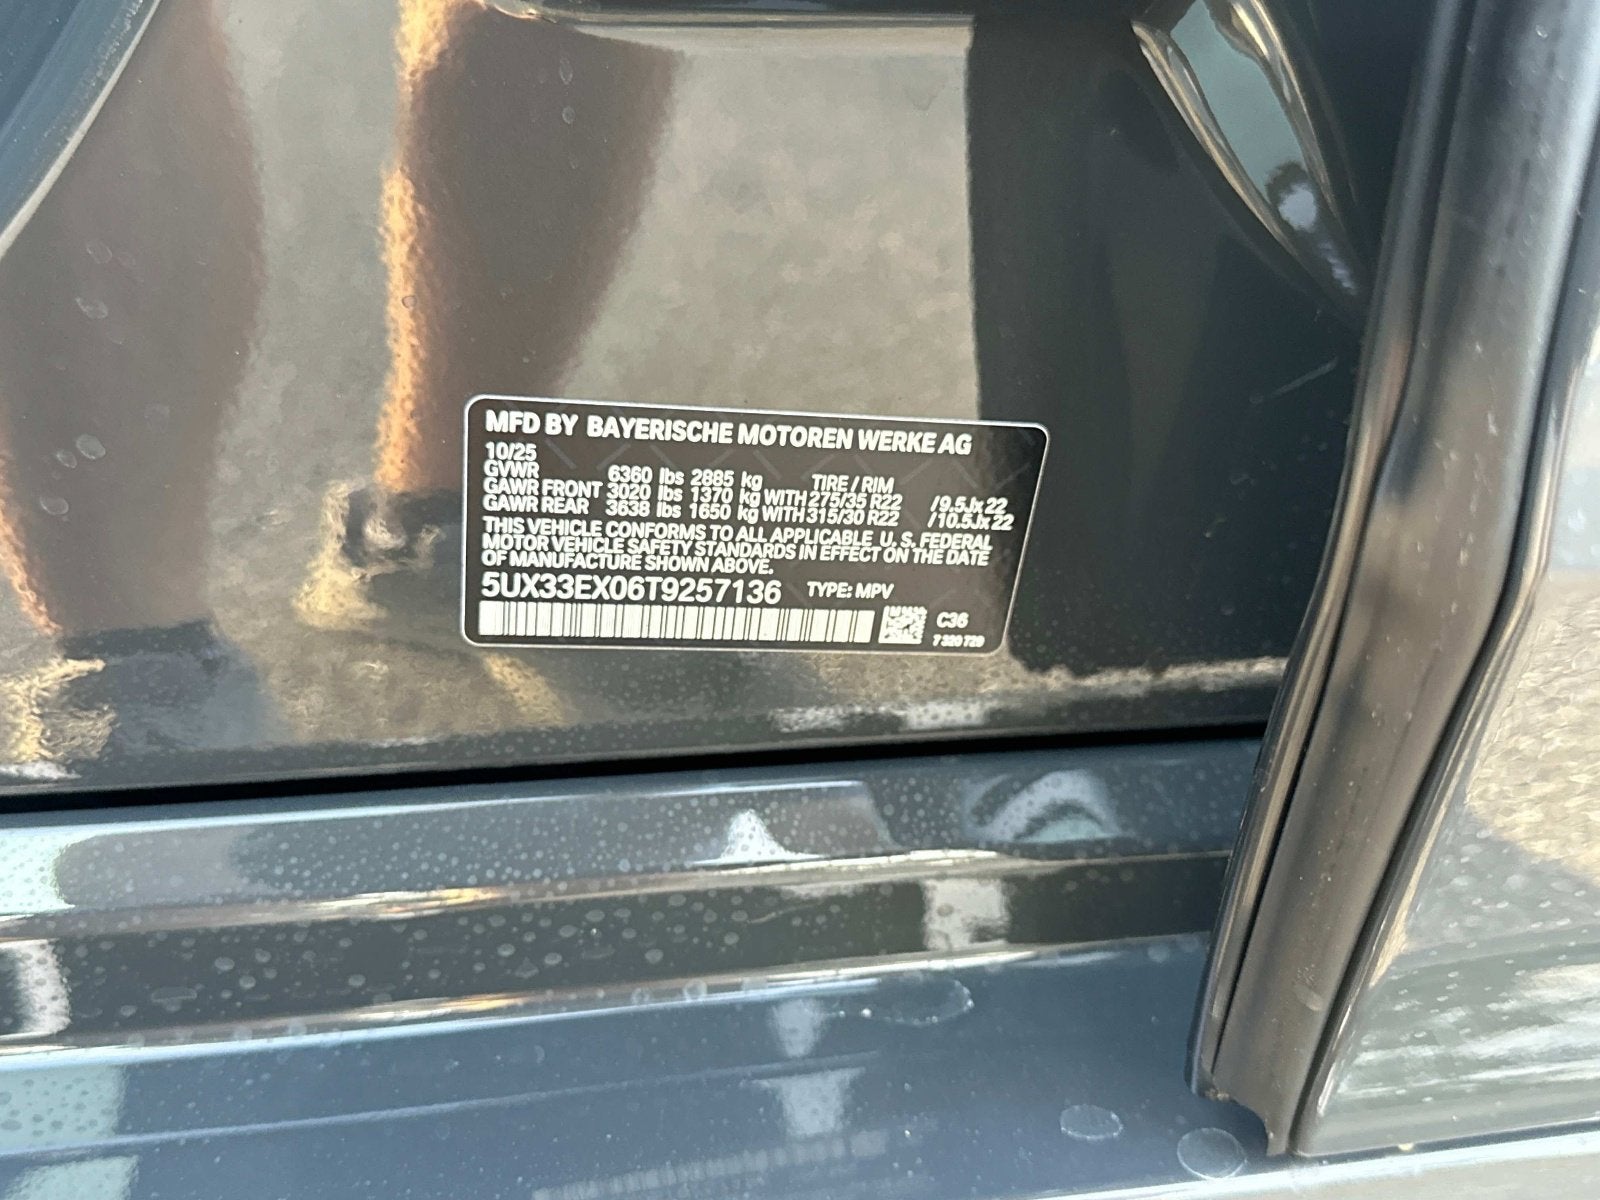 MFD BY BAYERISCHE MOTOREN WERKE AG
10/25
GVWR 6360 lbs 2885 kg TIRE / RIM
GAWR FRONT 3020 lbs 1370 kg WITH 275/35 R22 /9.5Jx22
GAWR REAR 3638 lbs 1650 kg WITH 315/30 R22 /10.5Jx22
THIS VEHICLE CONFORMS TO ALL APPLICABLE U.S. FEDERAL
MOTOR VEHICLE SAFETY STANDARDS IN EFFECT ON THE DATE
OF MANUFACTURE SHOWN ABOVE.
5UX33EX06T9257136 TYPE: MPV
C36
7 320 729